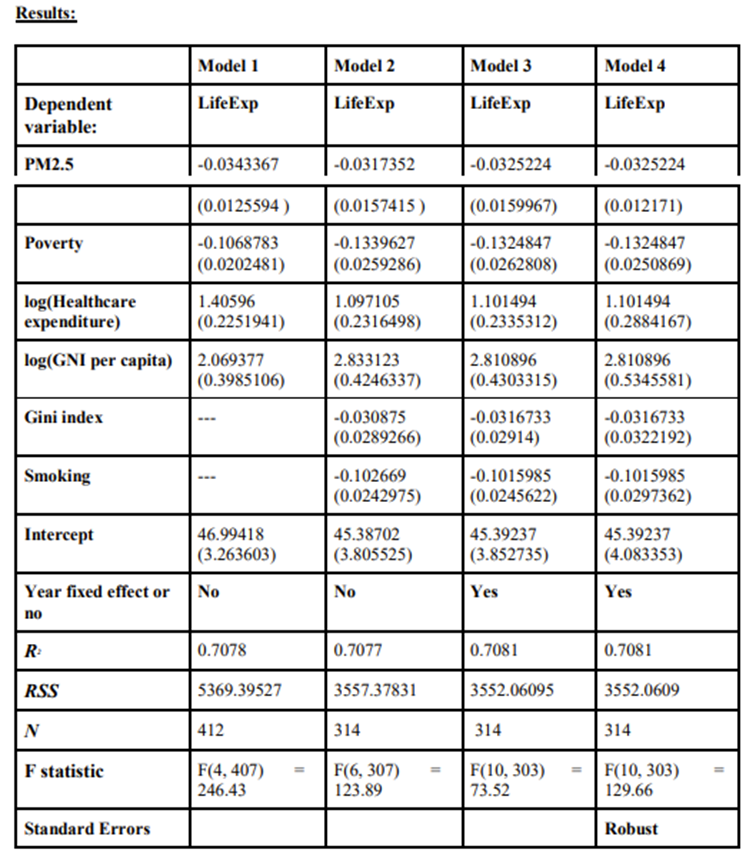 Results:
Model 1 Model 2 Model 3 Model 4
Dependent variable: LifeExp LifeExp LifeExp LifeExp
PM2.5 -0.0343367 -0.0317352 -0.0325224 -0.0325224
(0.0125594 ) (0.0157415 ) (0.0159967) (0.012171)
Poverty -0.1068783 -0.1339627 -0.1324847 -0.1324847
(0.0202481) (0.0259286) (0.0262808) (0.0250869)
log(Healthcare expenditure) 1.40596 1.097105 1.101494 1.101494
(0.2251941) (0.2316498) (0.2335312) (0.2884167)
log(GNI per capita) 2.069377 2.833123 2.810896 2.810896
(0.3985106) (0.4246337) (0.4303315) (0.5345581)
Gini index --- -0.030875 -0.0316733 -0.0316733
(0.0289266) (0.02914) (0.0322192)
Smoking --- -0.102669 -0.1015985 -0.1015985
(0.0242975) (0.0245622) (0.0297362)
Intercept 46.99418 45.38702 45.39237 45.39237
(3.263603) (3.805525) (3.852735) (4.083353)
Year fixed effect or no No No Yes Yes
R² 0.7078 0.7077 0.7081 0.7081
RSS 5369.39527 3557.37831 3552.06095 3552.0609
N 412 314 314 314
F statistic F(4, 407) = 246.43 F(6, 307) = 123.89 F(10, 303) = 73.52 F(10, 303) = 129.66
Standard Errors Robust